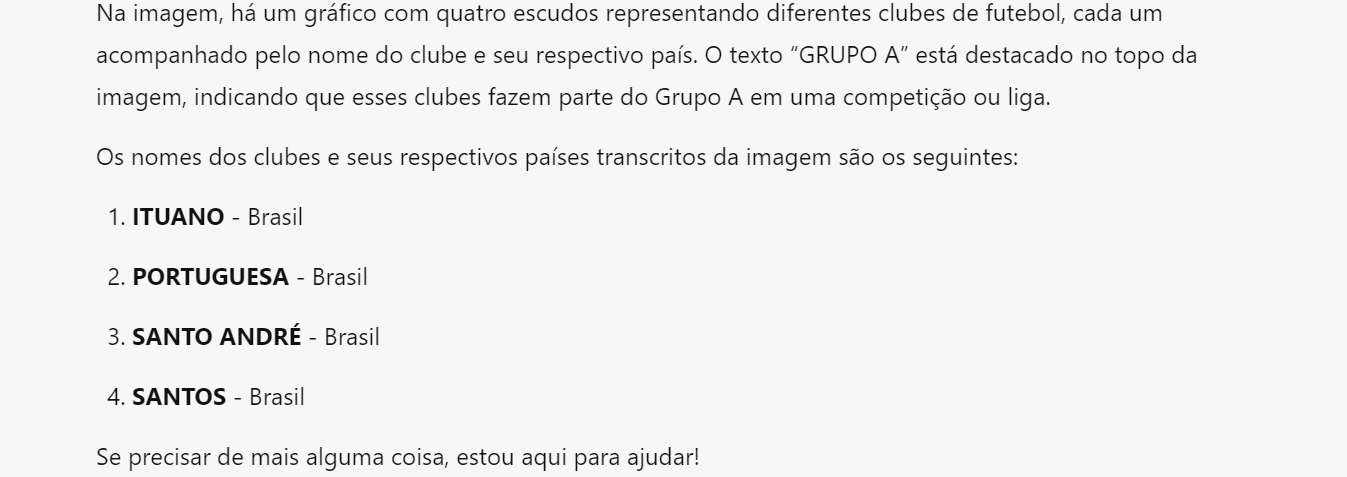 Na imagem, há um gráfico com quatro escudos representando diferentes clubes de futebol, cada um
acompanhado pelo nome do clube e seu respectivo país. O texto “GRUPO A” está destacado no topo da
imagem, indicando que esses clubes fazem parte do Grupo A em uma competição ou liga.
Os nomes dos clubes e seus respectivos países transcritos da imagem são os seguintes:
1. ITUANO - Brasil
2. PORTUGUESA - Brasil
3. SANTO ANDRÉ - Brasil
4. SANTOS - Brasil
Se precisar de mais alguma coisa, estou aqui para ajudar!